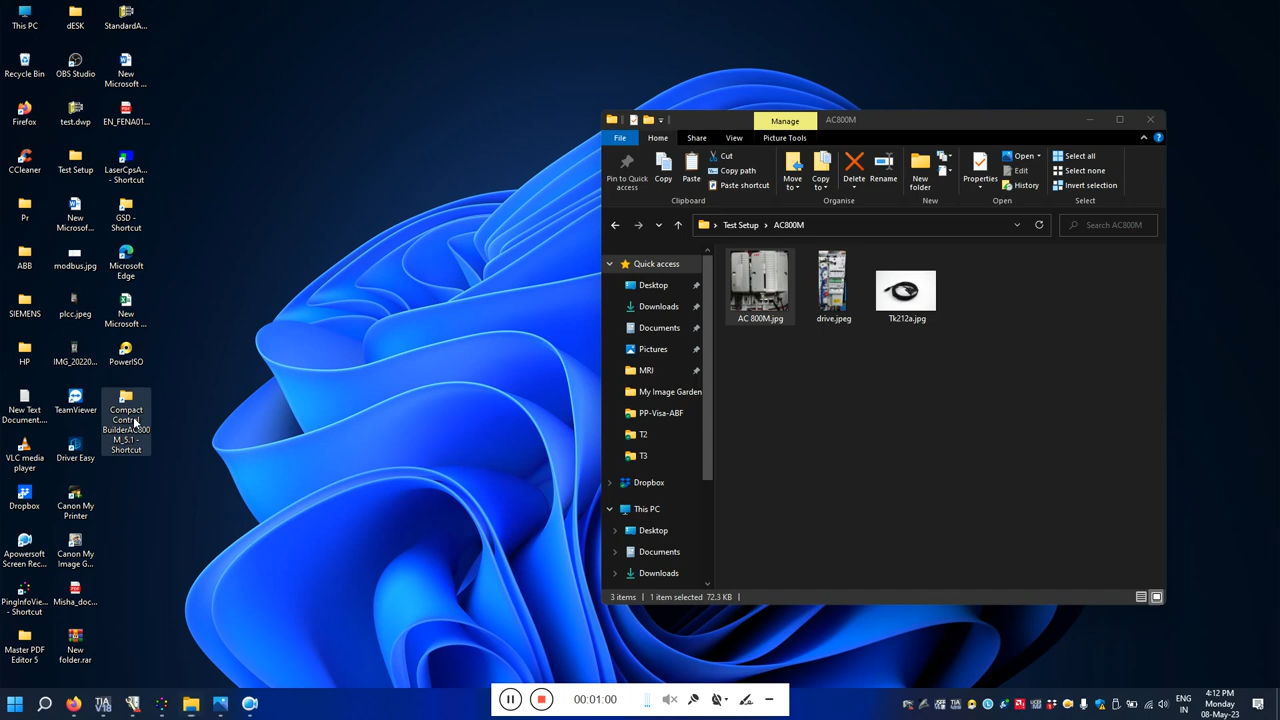 This PC
dESK
StandardA...
Recycle Bin
OBS Studio
New
Microsoft ...
Firefox
test.dwp
EN_FENA01...
CCleaner
Test Setup
LaserCpsA...
- Shortcut
Pr
New
Microsof...
GSD -
Shortcut
ABB
modbus.jpg
Microsoft
Edge
SIEMENS
plcc.jpeg
New
Microsoft ...
HP
IMG_20220...
PowerISO
New Text
Document....
TeamViewer
Compact
Control
BuilderAC800
M_5.1 -
Shortcut
VLC media
player
Driver Easy
Dropbox
Canon My
Printer
Apowersoft
Screen Rec...
Canon My
Image G...
PingInfoView...
- Shortcut
Misha_doc...
Master PDF
Editor 5
New
folder.rar
Manage
AC800M
File
Home
Share
View
Picture Tools
Pin to Quick
access
Copy
Paste
Cut
Copy path
Paste shortcut
Move
to
Copy
to
Delete
Rename
New
folder
Properties
Open
Edit
History
Select all
Select none
Invert selection
Clipboard
Organise
New
Open
Select
Test Setup
AC800M
Search AC800M
Quick access
Desktop
Downloads
Documents
Pictures
MRI
My Image Garden
PP-Visa-ABF
T2
T3
Dropbox
This PC
Desktop
Documents
Downloads
AC 800M.jpg
drive.jpeg
Tk212a.jpg
3 items
1 item selected 72.3 KB
00:01:00
ENG
IN
4:12 PM
Monday
08-May-23